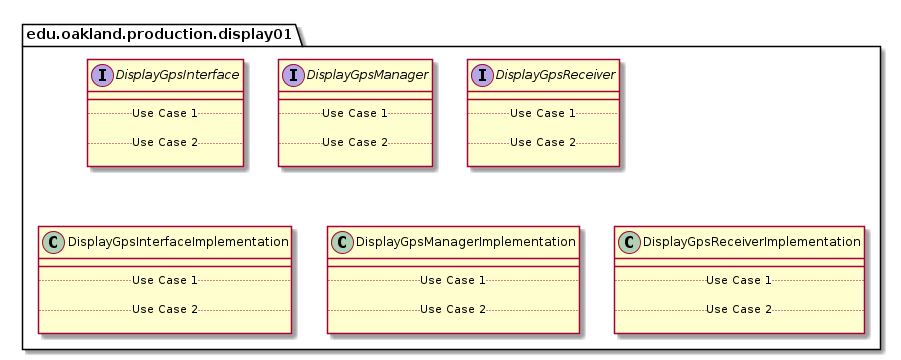 edu.oakland.production.display01
I DisplayGpsInterface
Use Case 1
Use Case 2
I DisplayGpsManager
Use Case 1
Use Case 2
I DisplayGpsReceiver
Use Case 1
Use Case 2
C DisplayGpsInterfaceImplementation
Use Case 1
Use Case 2
C DisplayGpsManagerImplementation
Use Case 1
Use Case 2
C DisplayGpsReceiverImplementation
Use Case 1
Use Case 2